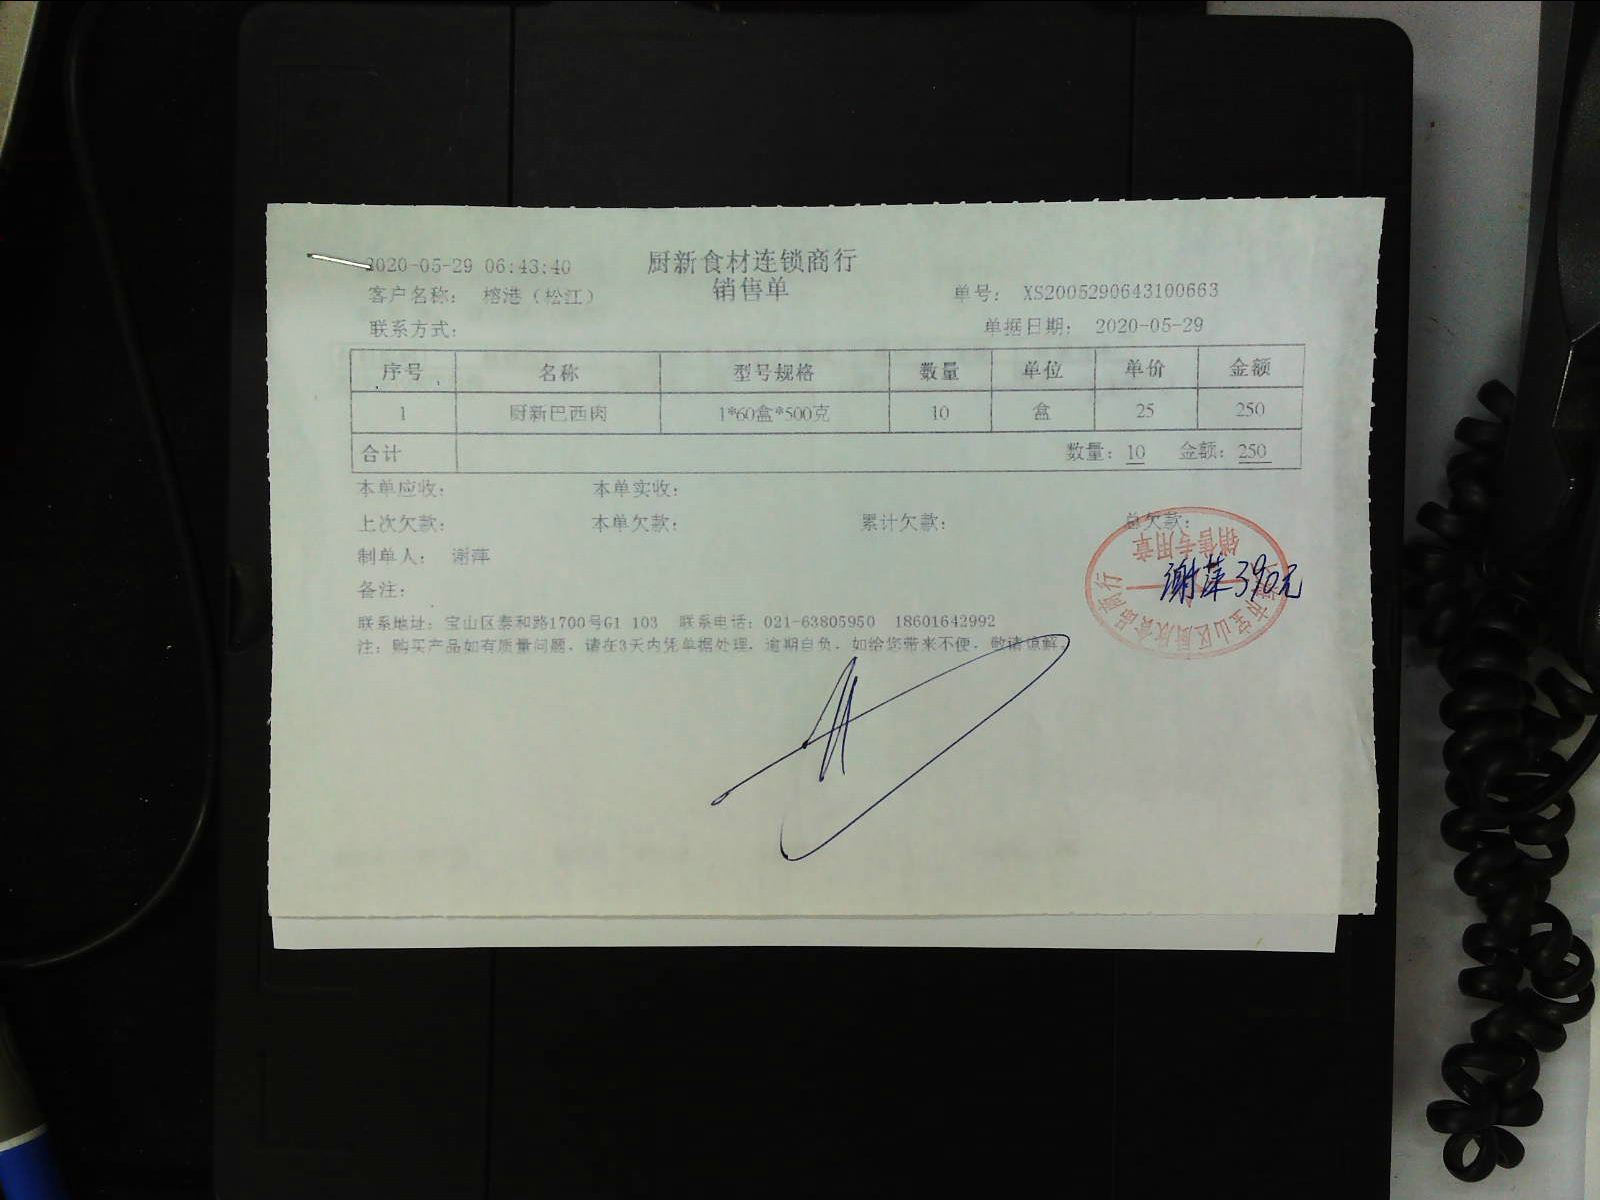 2020-05-29 06:43:40
厨新食材连锁商行
销售单
客户名称： 榕港（松江）
单号： XS2005290643100663
联系方式：
单据日期： 2020-05-29
序号 名称 型号规格 数量 单位 单价 金额
1 厨新巴西肉 1*60盒*500克 10 盒 25 250
合计 数量：10 金额：250
本单应收： 本单实收：
上次欠款： 本单欠款： 累计欠款： 总欠款：
制单人： 谢萍
备注：
销售专用章
谢萍390元
联系地址：宝山区泰和路1700号G1 103 联系电话：021-63805950 18601642992
注：购买产品如有质量问题，请在3天内凭单据处理，逾期自负，如给您带来不便，敬请谅解。